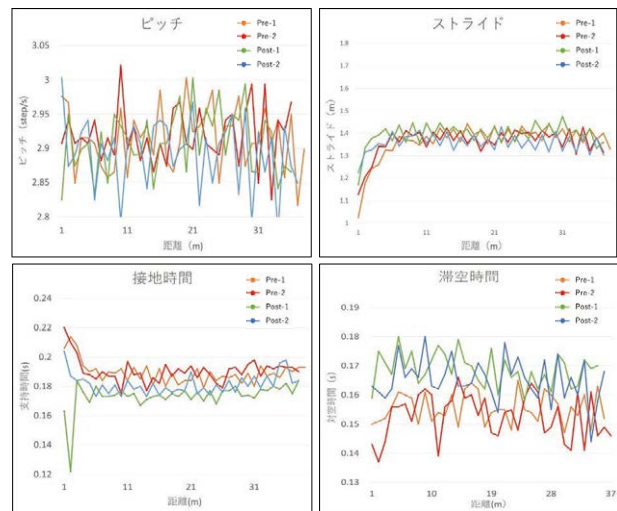 ピッチ
Pre-1
Pre-2
Post-1
Post-2
ピッチ (step/s)
3.05
3
2.95
2.9
2.85
2.8
1
11
21
31
距離 (m)
ストライド
Pre-1
Pre-2
Post-1
Post-2
ストライド (m)
1.8
1.7
1.6
1.5
1.4
1.3
1.2
1.1
1
1
11
21
31
距離 (m)
接地時間
Pre-1
Pre-2
Post-1
Post-2
支持時間(s)
0.24
0.22
0.2
0.18
0.16
0.14
0.12
1
11
21
31
距離(m)
滞空時間
Pre-1
Pre-2
Post-1
Post-2
対空時間 (s)
0.19
0.18
0.17
0.16
0.15
0.14
0.13
1
10
19
28
37
距離(m)